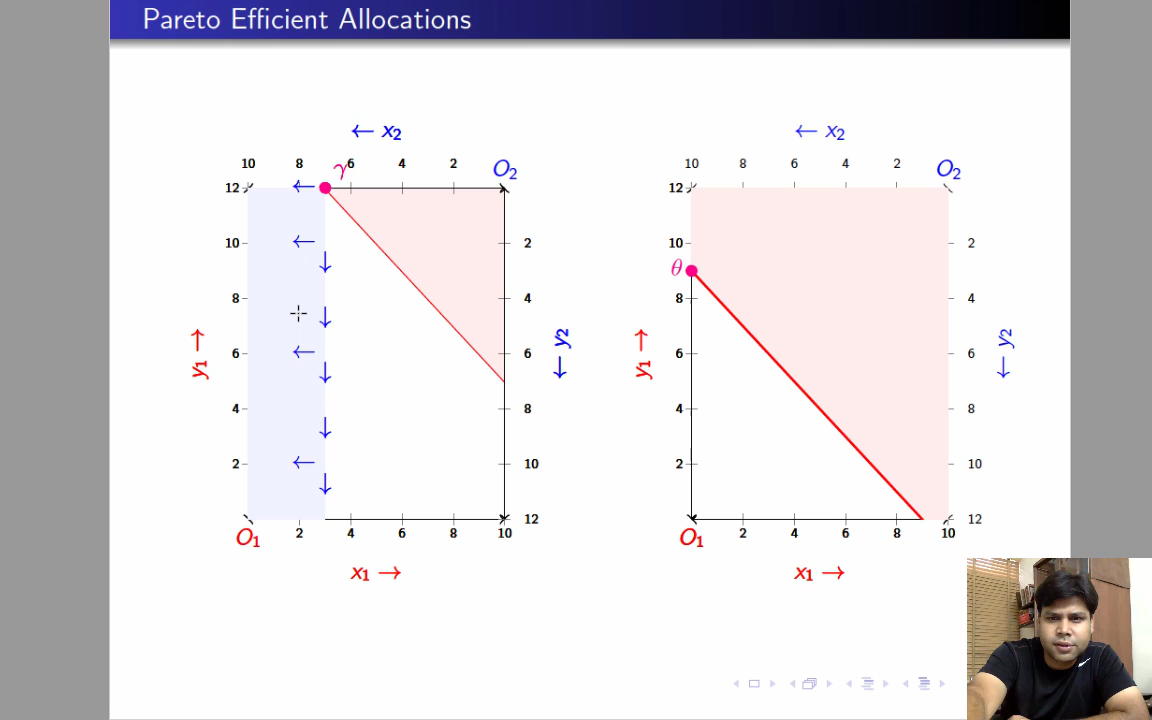 Pareto Efficient Allocations
← x₂
← x₂
10 8 6 4 2 O₂
10 8 6 4 2 O₂
γ
12 10 8 6 4 2
2 4 6 8 10 12
y₁ →
← y₂
θ
12 10 8 6 4 2
2 4 6 8 10 12
y₁ →
← y₂
O₁ 2 4 6 8 10
O₁ 2 4 6 8 10
x₁ →
x₁ →